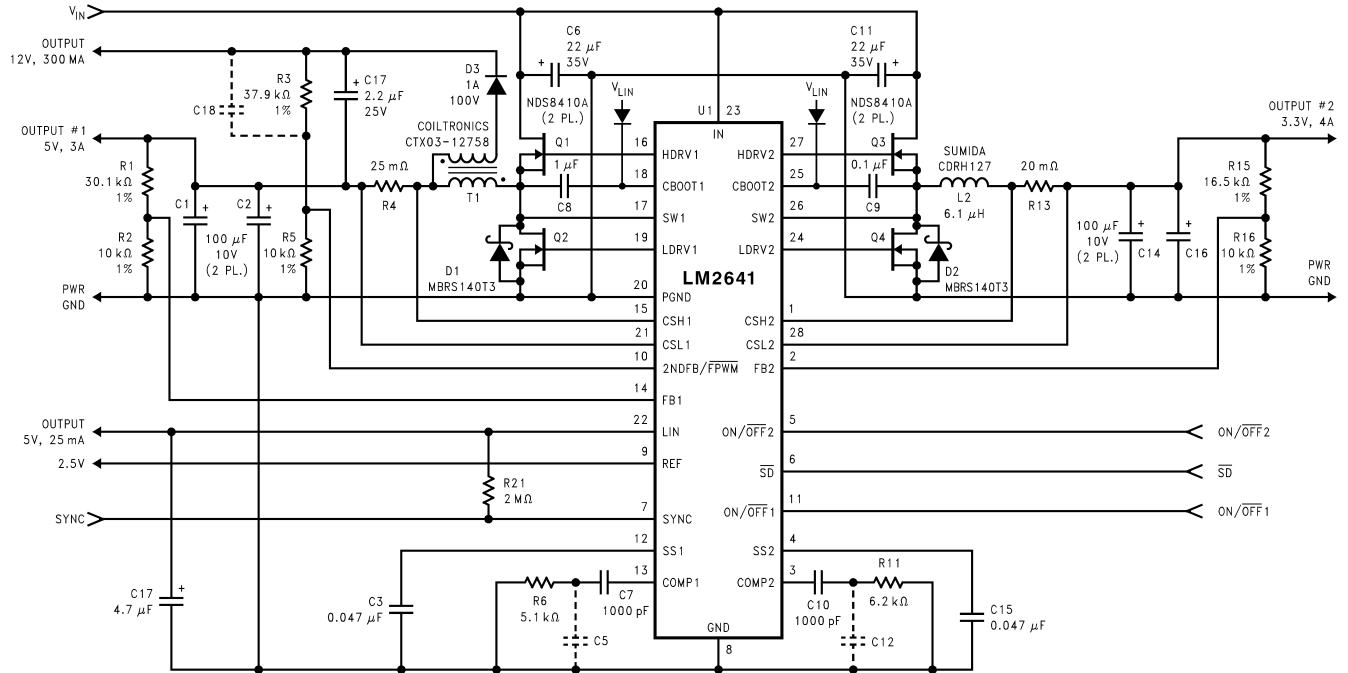 VIN
OUTPUT
12V, 300 MA
R3
37.9 kΩ
1%
C18
C17
2.2 µF
25V
D3
1A
100V
C6
22 µF
35V
C11
22 µF
35V
VLIN
VLIN
NDS8410A
(2 PL.)
NDS8410A
(2 PL.)
U1
23
IN
OUTPUT #1
5V, 3A
OUTPUT #2
3.3V, 4A
COILTRONICS
CTX03-12758
Q1
Q3
16
HDRV1
HDRV2
27
R1
30.1 kΩ
1%
25 mΩ
R4
T1
1 µF
C8
18
CBOOT1
CBOOT2
25
0.1 µF
C9
SUMIDA
CDRH127
L2
6.1 µH
20 mΩ
R13
R15
16.5 kΩ
1%
C1
C2
100 µF
10V
(2 PL.)
17
SW1
SW2
26
R2
10 kΩ
1%
R5
10 kΩ
1%
Q2
19
LDRV1
LDRV2
24
Q4
100 µF
10V
(2 PL.)
C14
C16
R16
10 kΩ
1%
D1
MBRS140T3
D2
MBRS140T3
LM2641
PWR
GND
PWR
GND
20
PGND
15
CSH1
CSH2
1
21
CSL1
CSL2
28
10
2NDFB/FPWM
FB2
2
14
FB1
OUTPUT
5V, 25 mA
22
LIN
ON/OFF2
5
ON/OFF2
2.5V
9
REF
SD
6
SD
R21
2 MΩ
SYNC
7
SYNC
ON/OFF1
11
ON/OFF1
12
SS1
SS2
4
13
COMP1
COMP2
3
C17
4.7 µF
C3
0.047 µF
R6
5.1 kΩ
C7
1000 pF
C5
C10
1000 pF
R11
6.2 kΩ
C12
C15
0.047 µF
GND
8